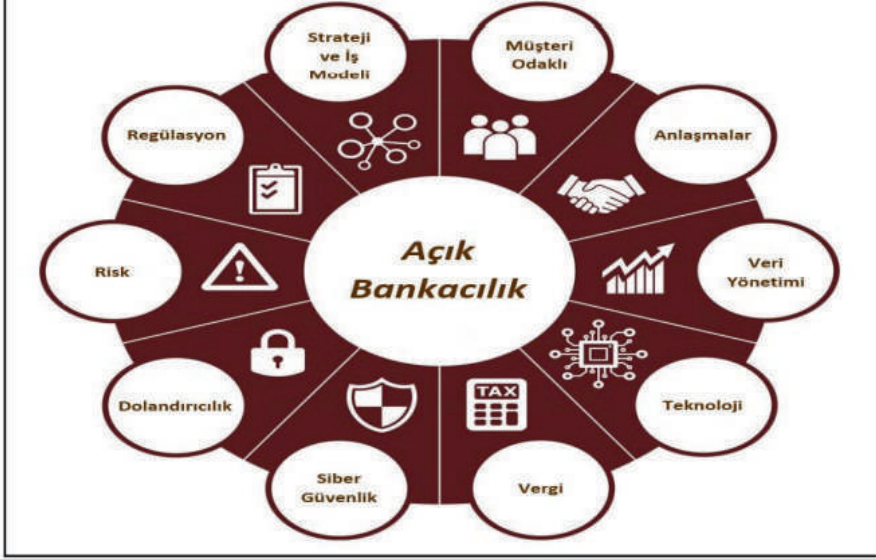 Strateji
ve İş
Modeli
Müşteri
Odaklı
Regülasyon
Anlaşmalar
Açık
Bankacılık
Risk
Veri
Yönetimi
Dolandırıcılık
Teknoloji
TAX
Siber
Güvenlik
Vergi